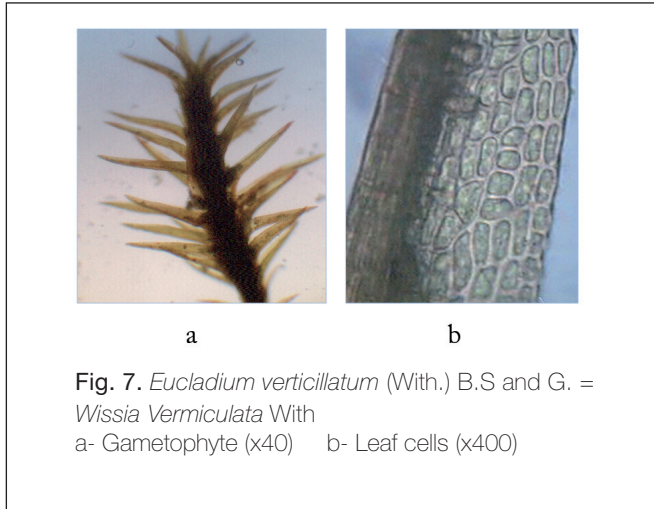 a b
Fig. 7. Eucladium verticillatum (With.) B.S and G. =
Wissia Vermiculata With
a- Gametophyte (x40) b- Leaf cells (x400)